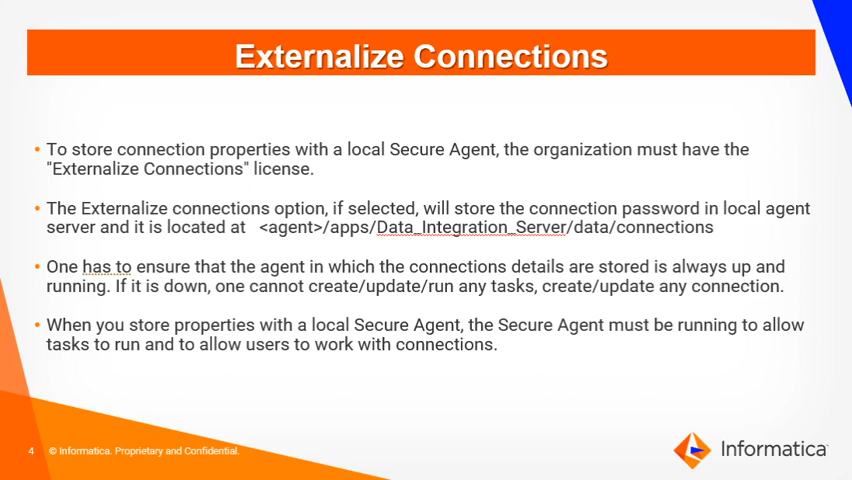 Externalize Connections
• To store connection properties with a local Secure Agent, the organization must have the
"Externalize Connections" license.
• The Externalize connections option, if selected, will store the connection password in local agent
server and it is located at <agent>/apps/Data_Integration_Server/data/connections
• One has to ensure that the agent in which the connections details are stored is always up and
running. If it is down, one cannot create/update/run any tasks, create/update any connection.
• When you store properties with a local Secure Agent, the Secure Agent must be running to allow
tasks to run and to allow users to work with connections.
4 © Informatica. Proprietary and Confidential.
Informatica